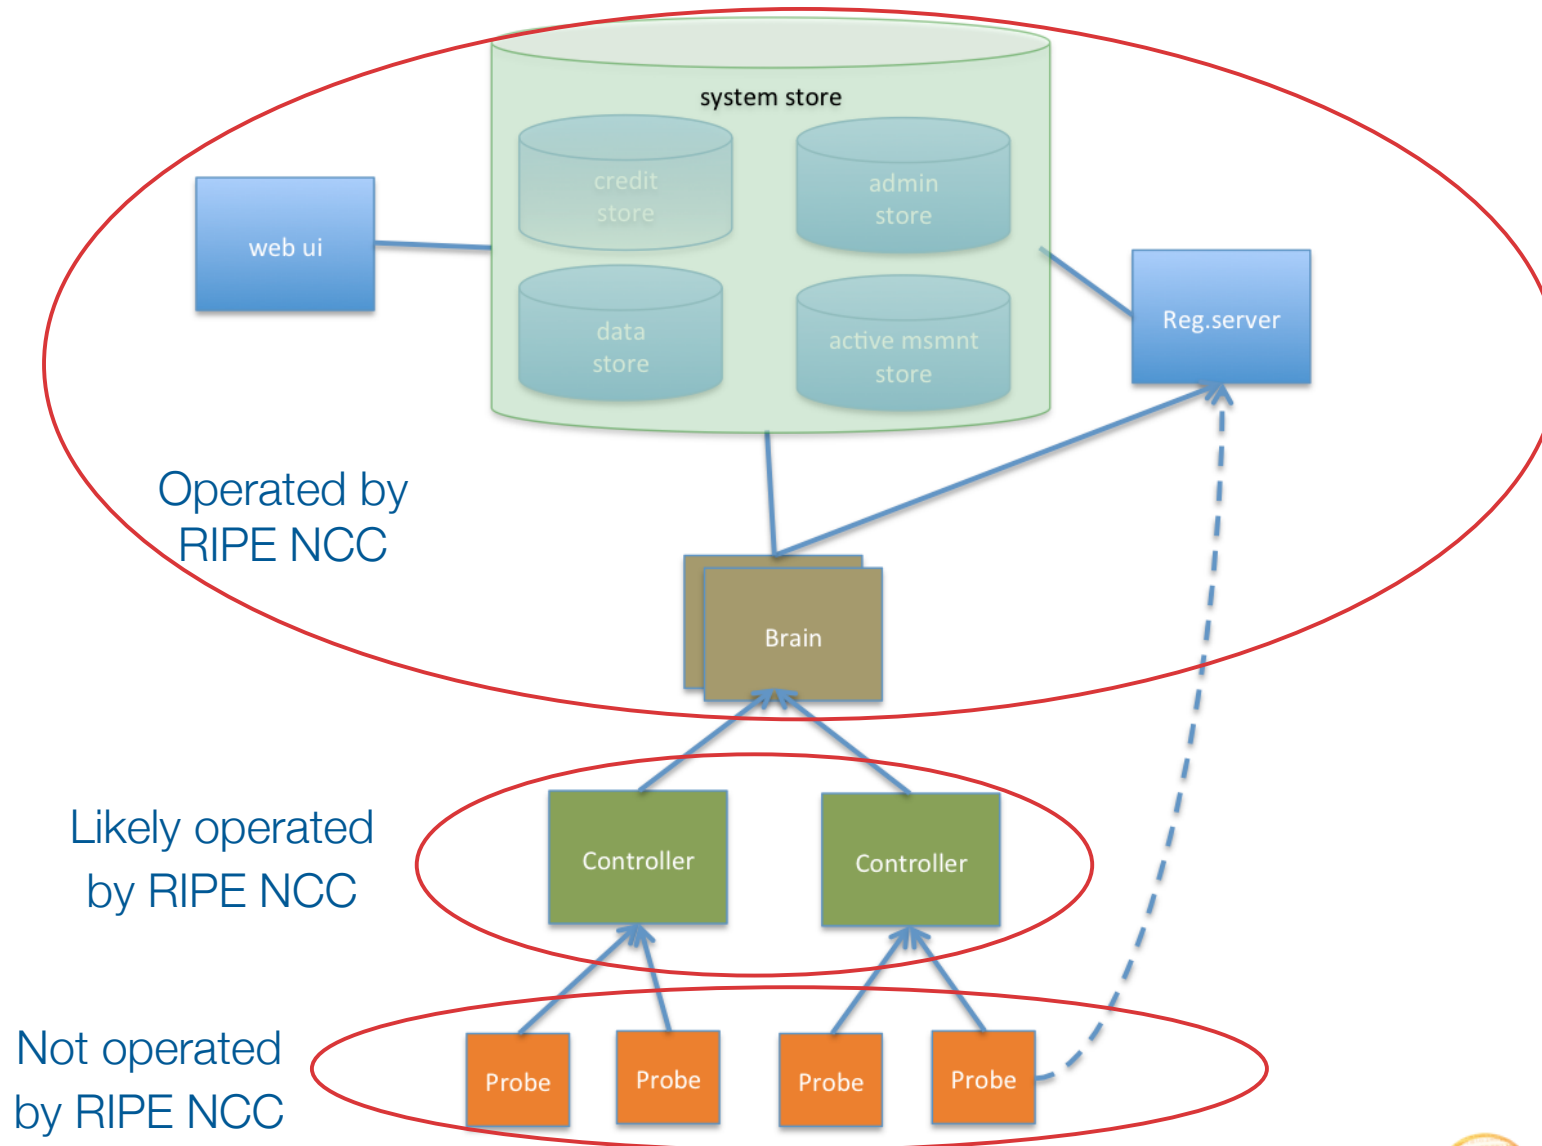 system store
credit
store
admin
store
web ui
data
store
active msmnt
store
Reg.server
Operated by
RIPE NCC
Brain
Likely operated
by RIPE NCC
Controller
Controller
Not operated
by RIPE NCC
Probe
Probe
Probe
Probe